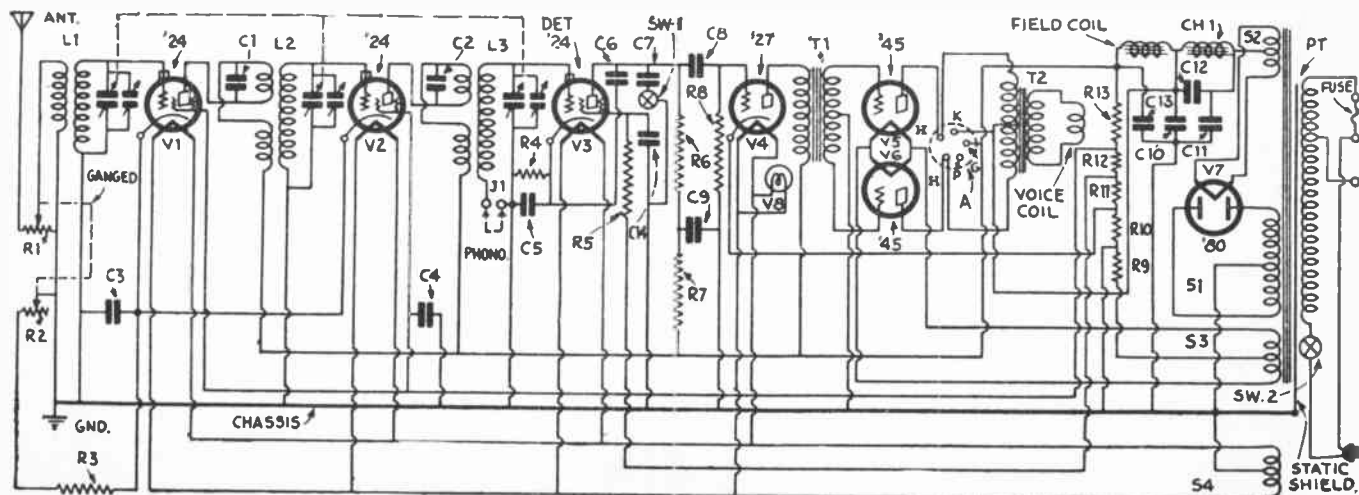 ANT.
L1
'24
C1
L2
'24
C2
L3
DET
'24
C6
C7
SW-1
C8
'27
T1
'45
FIELD COIL
CH1
S2
PT
FUSE
C12
T2
R13
C13
C10
C11
R8
R4
V1
V2
V3
V4
V5
V6
H
K
G
P
H
A
R6
R12
R11
V7
GANGED
J1
PHONO.
C5
R5
C14
C9
V8
'45
VOICE
COIL
R10
'80
R1
C3
C4
R7
R9
S1
R2
S3
SW.2
CHASSIS
GND.
R3
S4
STATIC
SHIELD.